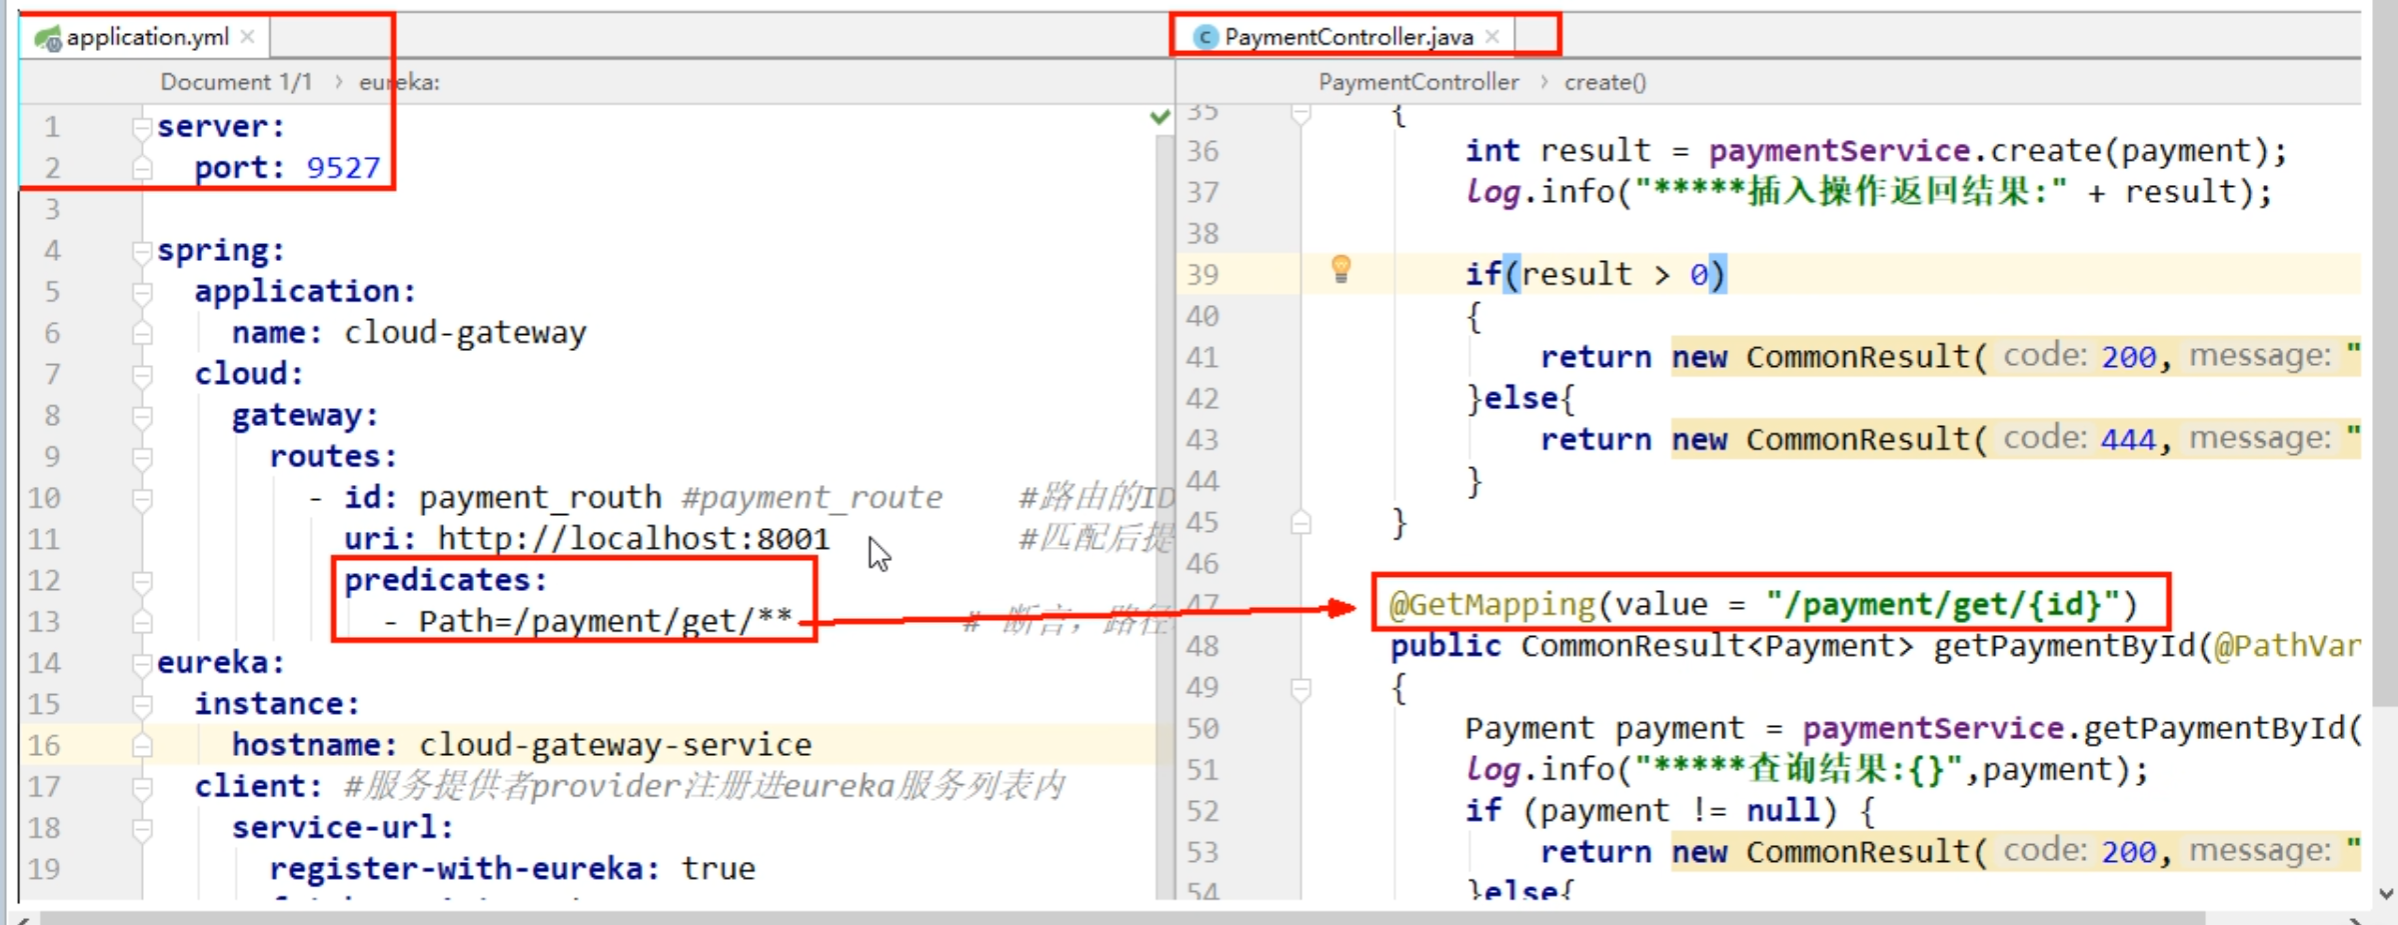 application.yml
Document 1/1 › eureka:
1 server:
2 port: 9527
3
4 spring:
5 application:
6 name: cloud-gateway
7 cloud:
8 gateway:
9 routes:
10 - id: payment_routh #payment_route #路由的ID
11 uri: http://localhost:8001 #匹配后提
12 predicates:
13 - Path=/payment/get/** # 断言，路径
14 eureka:
15 instance:
16 hostname: cloud-gateway-service
17 client: #服务提供者provider注册进eureka服务列表内
18 service-url:
19 register-with-eureka: true
PaymentController.java
PaymentController › create()
35 {
36 int result = paymentService.create(payment);
37 log.info("*****插入操作返回结果:" + result);
38
39 if(result > 0)
40 {
41 return new CommonResult( code: 200, message: "
42 }else{
43 return new CommonResult( code: 444, message: "
44 }
45 }
46
47 @GetMapping(value = "/payment/get/{id}")
48 public CommonResult<Payment> getPaymentById(@PathVar
49 {
50 Payment payment = paymentService.getPaymentById(
51 log.info("*****查询结果:{}",payment);
52 if (payment != null) {
53 return new CommonResult( code: 200, message: "
54 }else{